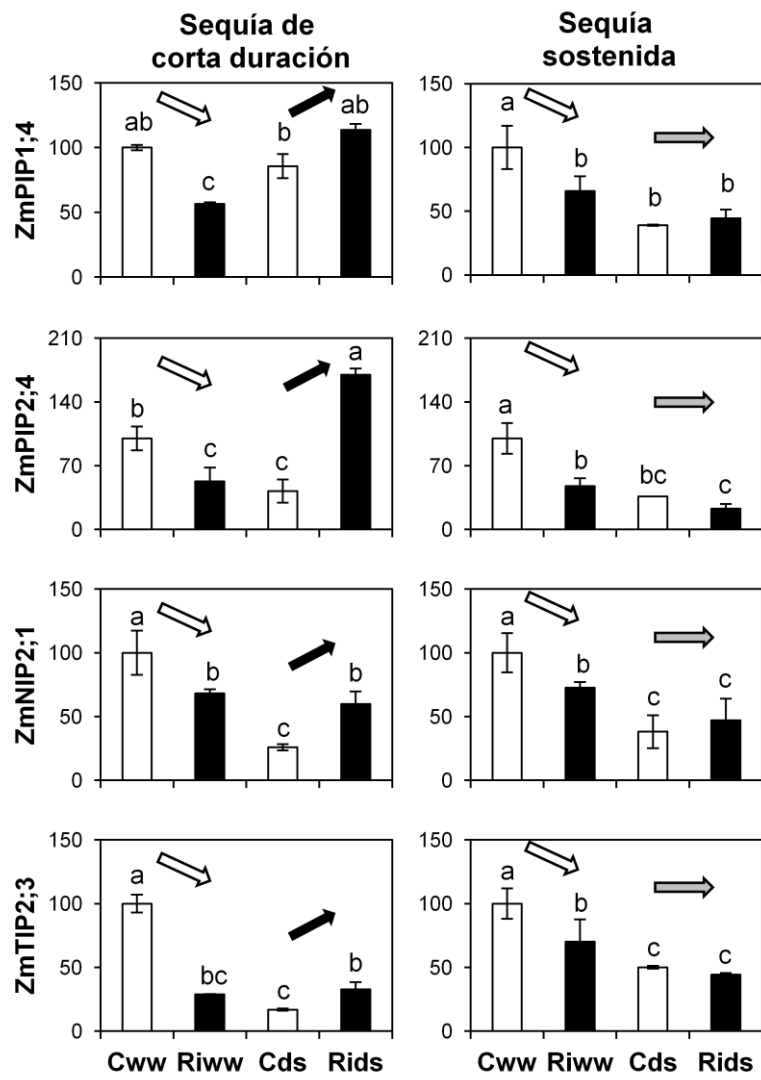 Sequía de
corta duración
Sequía
sostenida
ZmPIP1;4
150
100
50
0
ab
c
b
ab
150
100
50
0
a
b
b
b
ZmPIP2;4
210
140
70
0
b
c
c
a
210
140
70
0
a
b
bc
c
ZmNIP2;1
150
100
50
0
a
b
c
b
150
100
50
0
a
b
c
c
ZmTIP2;3
150
100
50
0
a
bc
c
b
150
100
50
0
a
b
c
c
Cww Riww Cds Rids
Cww Riww Cds Rids